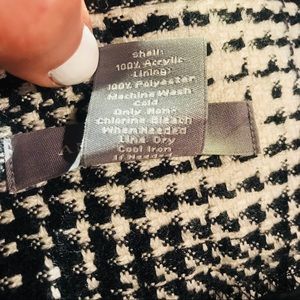 Shell:
100% Acrylic
Lining:
100% Polyester
Machine Wash
Cold
Only Non-
Chlorine Bleach
When Needed
Line Dry
Cool Iron
If Needed